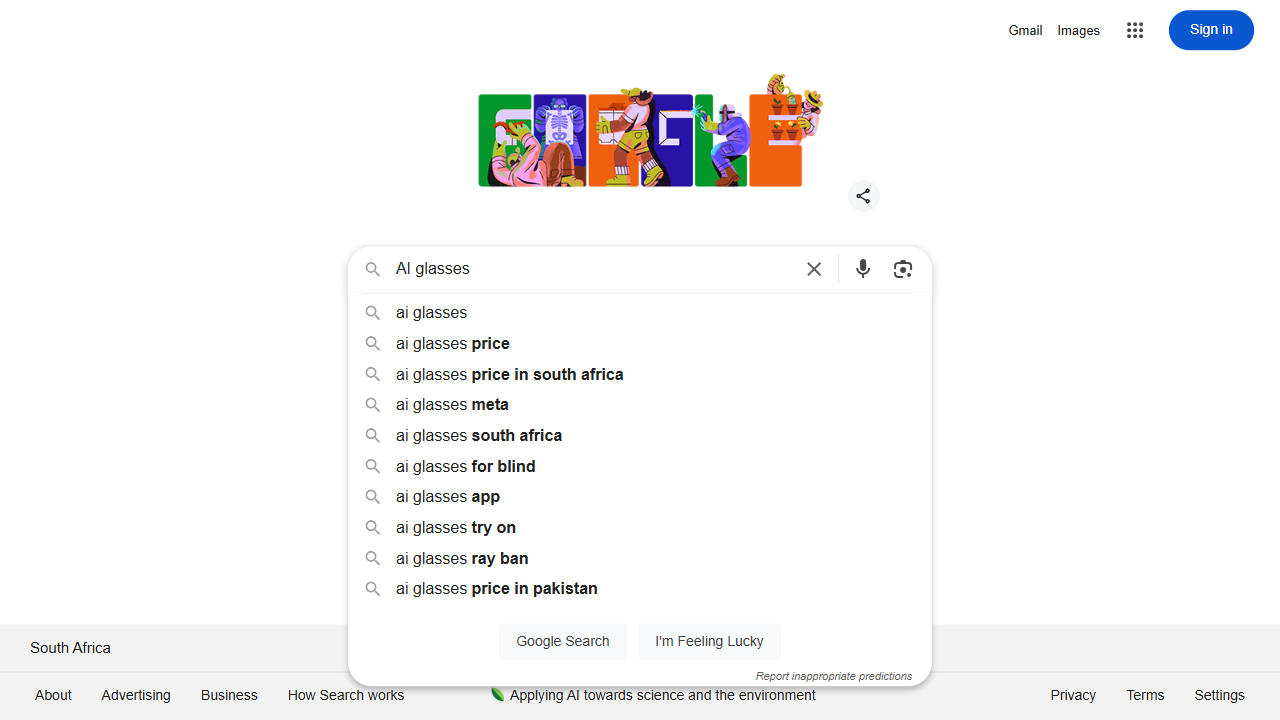 Gmail Images Sign in
AI glasses
ai glasses
ai glasses price
ai glasses price in south africa
ai glasses meta
ai glasses south africa
ai glasses for blind
ai glasses app
ai glasses try on
ai glasses ray ban
ai glasses price in pakistan
Google Search I'm Feeling Lucky
South Africa
Report inappropriate predictions
About Advertising Business How Search works Applying AI towards science and the environment Privacy Terms Settings